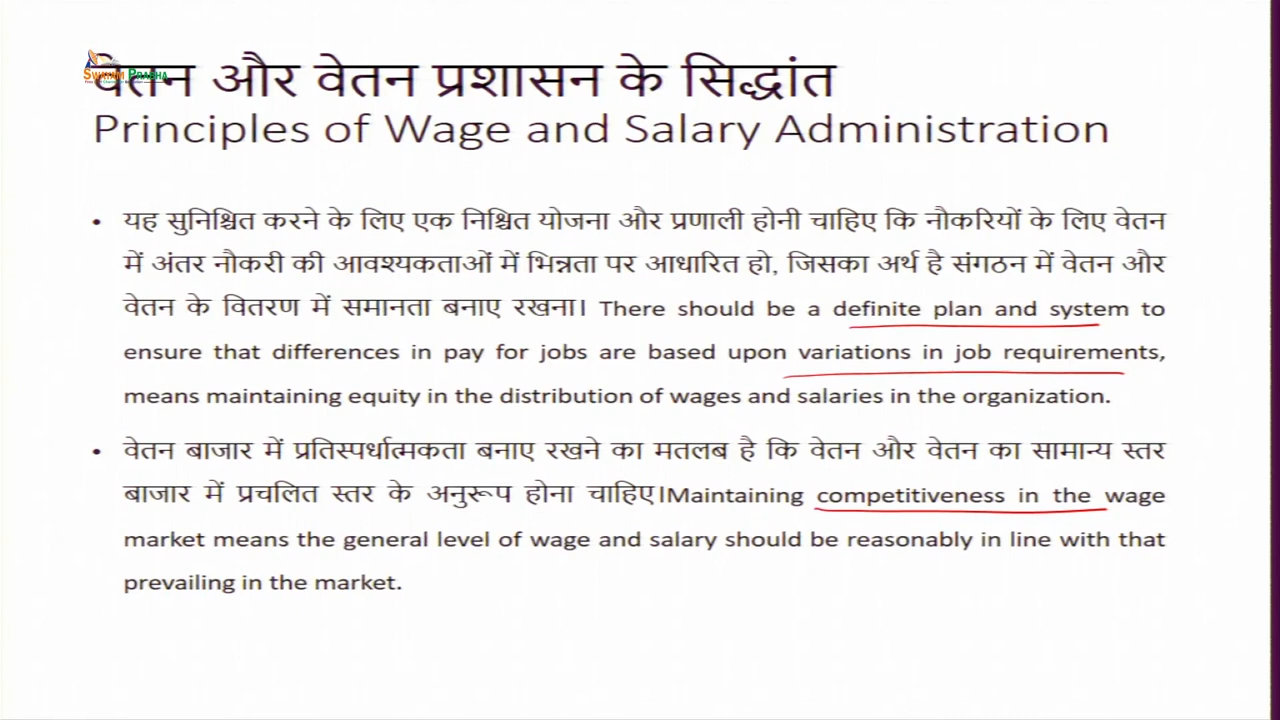 SWAYAM PRABHA
वेतन और वेतन प्रशासन के सिद्धांत
Principles of Wage and Salary Administration
• यह सुनिश्चित करने के लिए एक निश्चित योजना और प्रणाली होनी चाहिए कि नौकरियों के लिए वेतन
में अंतर नौकरी की आवश्यकताओं में भिन्नता पर आधारित हो, जिसका अर्थ है संगठन में वेतन और
वेतन के वितरण में समानता बनाए रखना। There should be a definite plan and system to
ensure that differences in pay for jobs are based upon variations in job requirements,
means maintaining equity in the distribution of wages and salaries in the organization.
• वेतन बाजार में प्रतिस्पर्धात्मकता बनाए रखने का मतलब है कि वेतन और वेतन का सामान्य स्तर
बाजार में प्रचलित स्तर के अनुरूप होना चाहिए।Maintaining competitiveness in the wage
market means the general level of wage and salary should be reasonably in line with that
prevailing in the market.